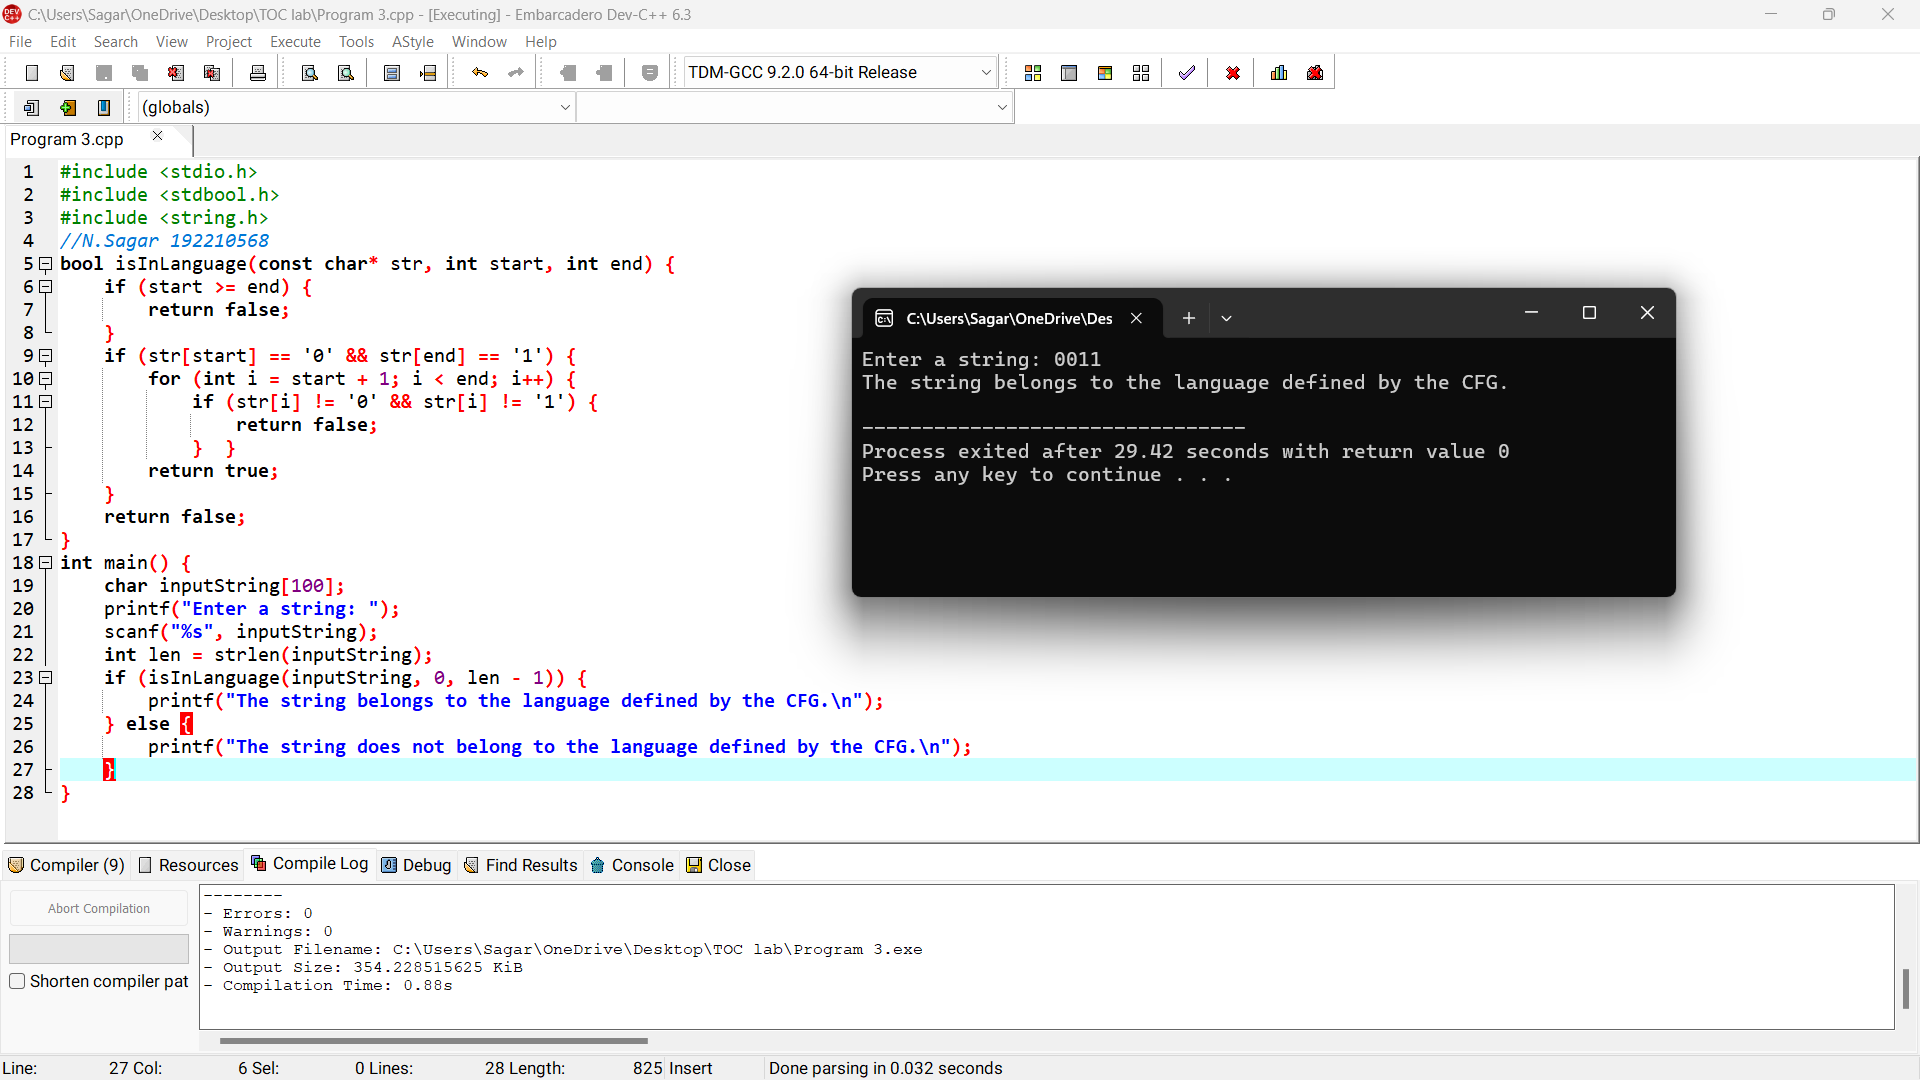 C:\Users\Sagar\OneDrive\Desktop\TOC lab\Program 3.cpp - [Executing] - Embarcadero Dev-C++ 6.3
File Edit Search View Project Execute Tools AStyle Window Help
TDM-GCC 9.2.0 64-bit Release
(globals)
Program 3.cpp
1 #include <stdio.h>
2 #include <stdbool.h>
3 #include <string.h>
4 //N.Sagar 192210568
5 bool isInLanguage(const char* str, int start, int end) {
6     if (start >= end) {
7         return false;
8     }
9     if (str[start] == '0' && str[end] == '1') {
10         for (int i = start + 1; i < end; i++) {
11             if (str[i] != '0' && str[i] != '1') {
12                 return false;
13             }  }
14         return true;
15     }
16     return false;
17 }
18 int main() {
19     char inputString[100];
20     printf("Enter a string: ");
21     scanf("%s", inputString);
22     int len = strlen(inputString);
23     if (isInLanguage(inputString, 0, len - 1)) {
24         printf("The string belongs to the language defined by the CFG.\n");
25     } else {
26         printf("The string does not belong to the language defined by the CFG.\n");
27     }
28 }
C:\Users\Sagar\OneDrive\Des
Enter a string: 0011
The string belongs to the language defined by the CFG.
--------------------------------
Process exited after 29.42 seconds with return value 0
Press any key to continue . . .
Compiler (9) Resources Compile Log Debug Find Results Console Close
Abort Compilation
Shorten compiler pat
--------
- Errors: 0
- Warnings: 0
- Output Filename: C:\Users\Sagar\OneDrive\Desktop\TOC lab\Program 3.exe
- Output Size: 354.228515625 KiB
- Compilation Time: 0.88s
Line: 27 Col: 6 Sel: 0 Lines: 28 Length: 825 Insert Done parsing in 0.032 seconds